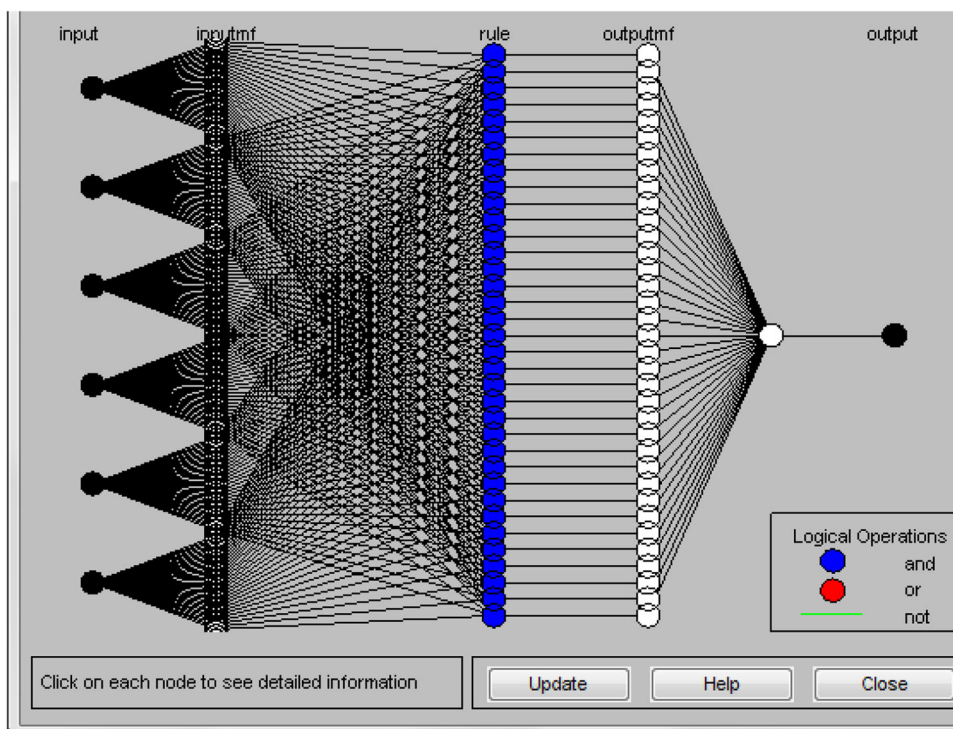 input inputmf rule outputmf output
Logical Operations
and
or
not
Click on each node to see detailed information
Update Help Close